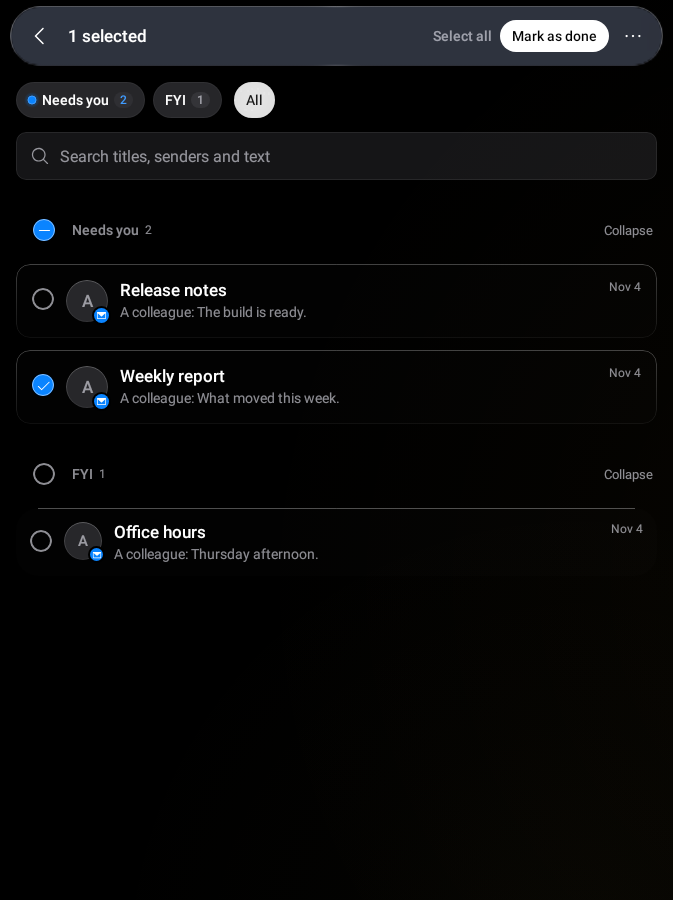 1 selected Select all Mark as done
Needs you 2 FYI 1 All
Search titles, senders and text
Needs you 2 Collapse
A Release notes Nov 4
A colleague: The build is ready.
A Weekly report Nov 4
A colleague: What moved this week.
FYI 1 Collapse
A Office hours Nov 4
A colleague: Thursday afternoon.